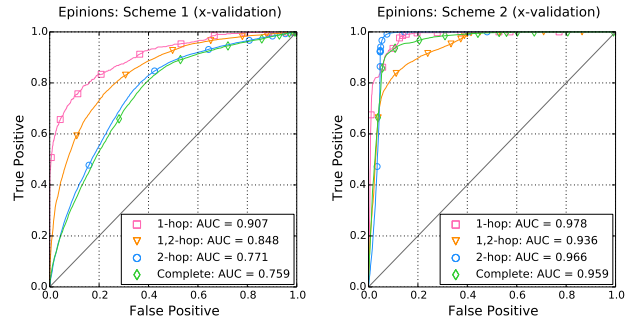 Epinions: Scheme 1 (x-validation)
1.0
0.8
0.6
0.4
0.2
0.0
True Positive
0.0 0.2 0.4 0.6 0.8 1.0
False Positive
1-hop: AUC = 0.907
1,2-hop: AUC = 0.848
2-hop: AUC = 0.771
Complete: AUC = 0.759
Epinions: Scheme 2 (x-validation)
1.0
0.8
0.6
0.4
0.2
0.0
True Positive
0.0 0.2 0.4 0.6 0.8 1.0
False Positive
1-hop: AUC = 0.978
1,2-hop: AUC = 0.936
2-hop: AUC = 0.966
Complete: AUC = 0.959